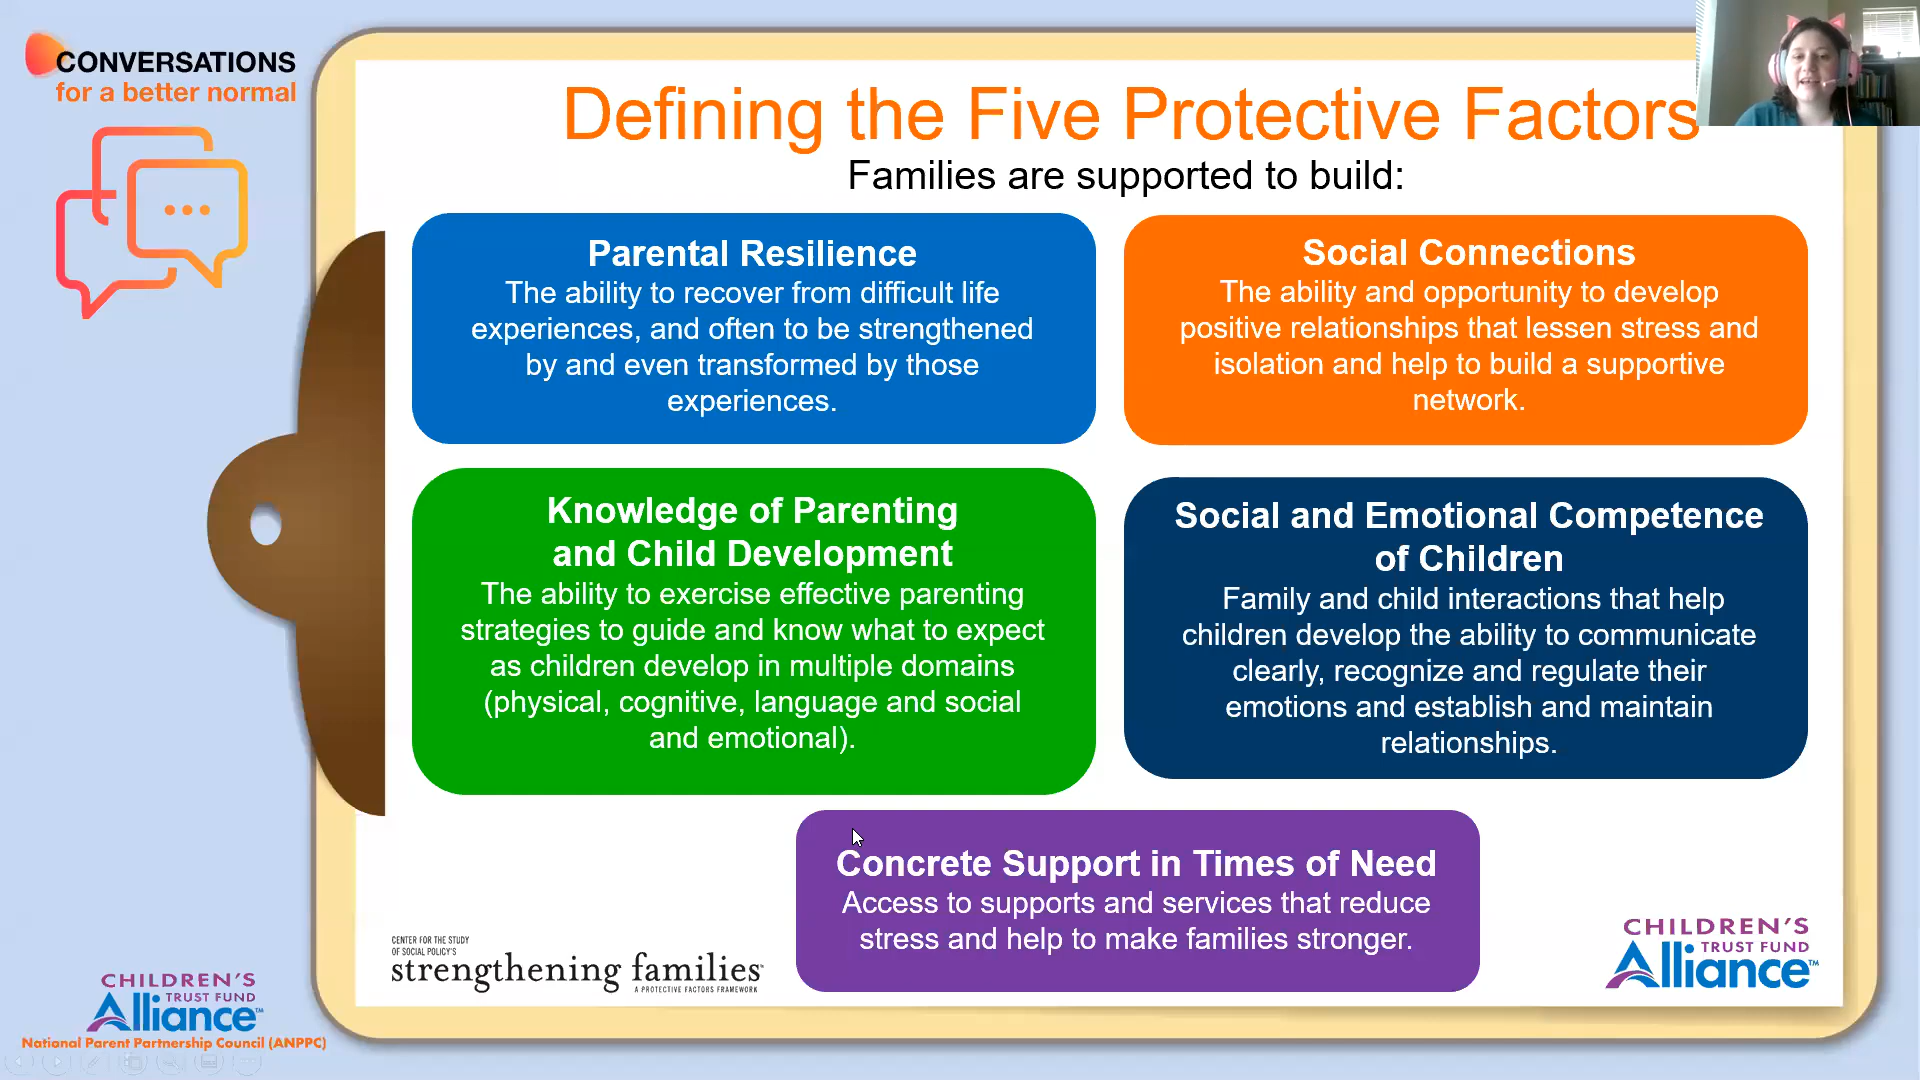 CONVERSATIONS
for a better normal
Defining the Five Protective Factors
Families are supported to build:
Parental Resilience
The ability to recover from difficult life
experiences, and often to be strengthened
by and even transformed by those
experiences.
Social Connections
The ability and opportunity to develop
positive relationships that lessen stress and
isolation and help to build a supportive
network.
Knowledge of Parenting
and Child Development
The ability to exercise effective parenting
strategies to guide and know what to expect
as children develop in multiple domains
(physical, cognitive, language and social
and emotional).
Social and Emotional Competence
of Children
Family and child interactions that help
children develop the ability to communicate
clearly, recognize and regulate their
emotions and establish and maintain
relationships.
Concrete Support in Times of Need
Access to supports and services that reduce
stress and help to make families stronger.
CENTER FOR THE STUDY
OF SOCIAL POLICY'S
strengthening families™
A PROTECTIVE FACTORS FRAMEWORK
CHILDREN'S
TRUST FUND
Alliance™
CHILDREN'S
TRUST FUND
Alliance™
National Parent Partnership Council (ANPPC)